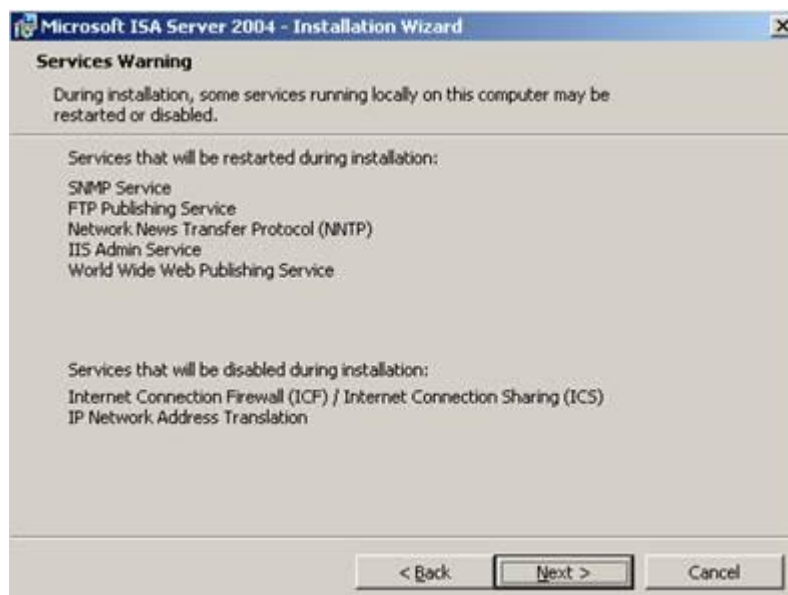 Microsoft ISA Server 2004 - Installation Wizard
Services Warning
During installation, some services running locally on this computer may be
restarted or disabled.
Services that will be restarted during installation:
SNMP Service
FTP Publishing Service
Network News Transfer Protocol (NNTP)
IIS Admin Service
World Wide Web Publishing Service
Services that will be disabled during installation:
Internet Connection Firewall (ICF) / Internet Connection Sharing (ICS)
IP Network Address Translation
< Back
Next >
Cancel